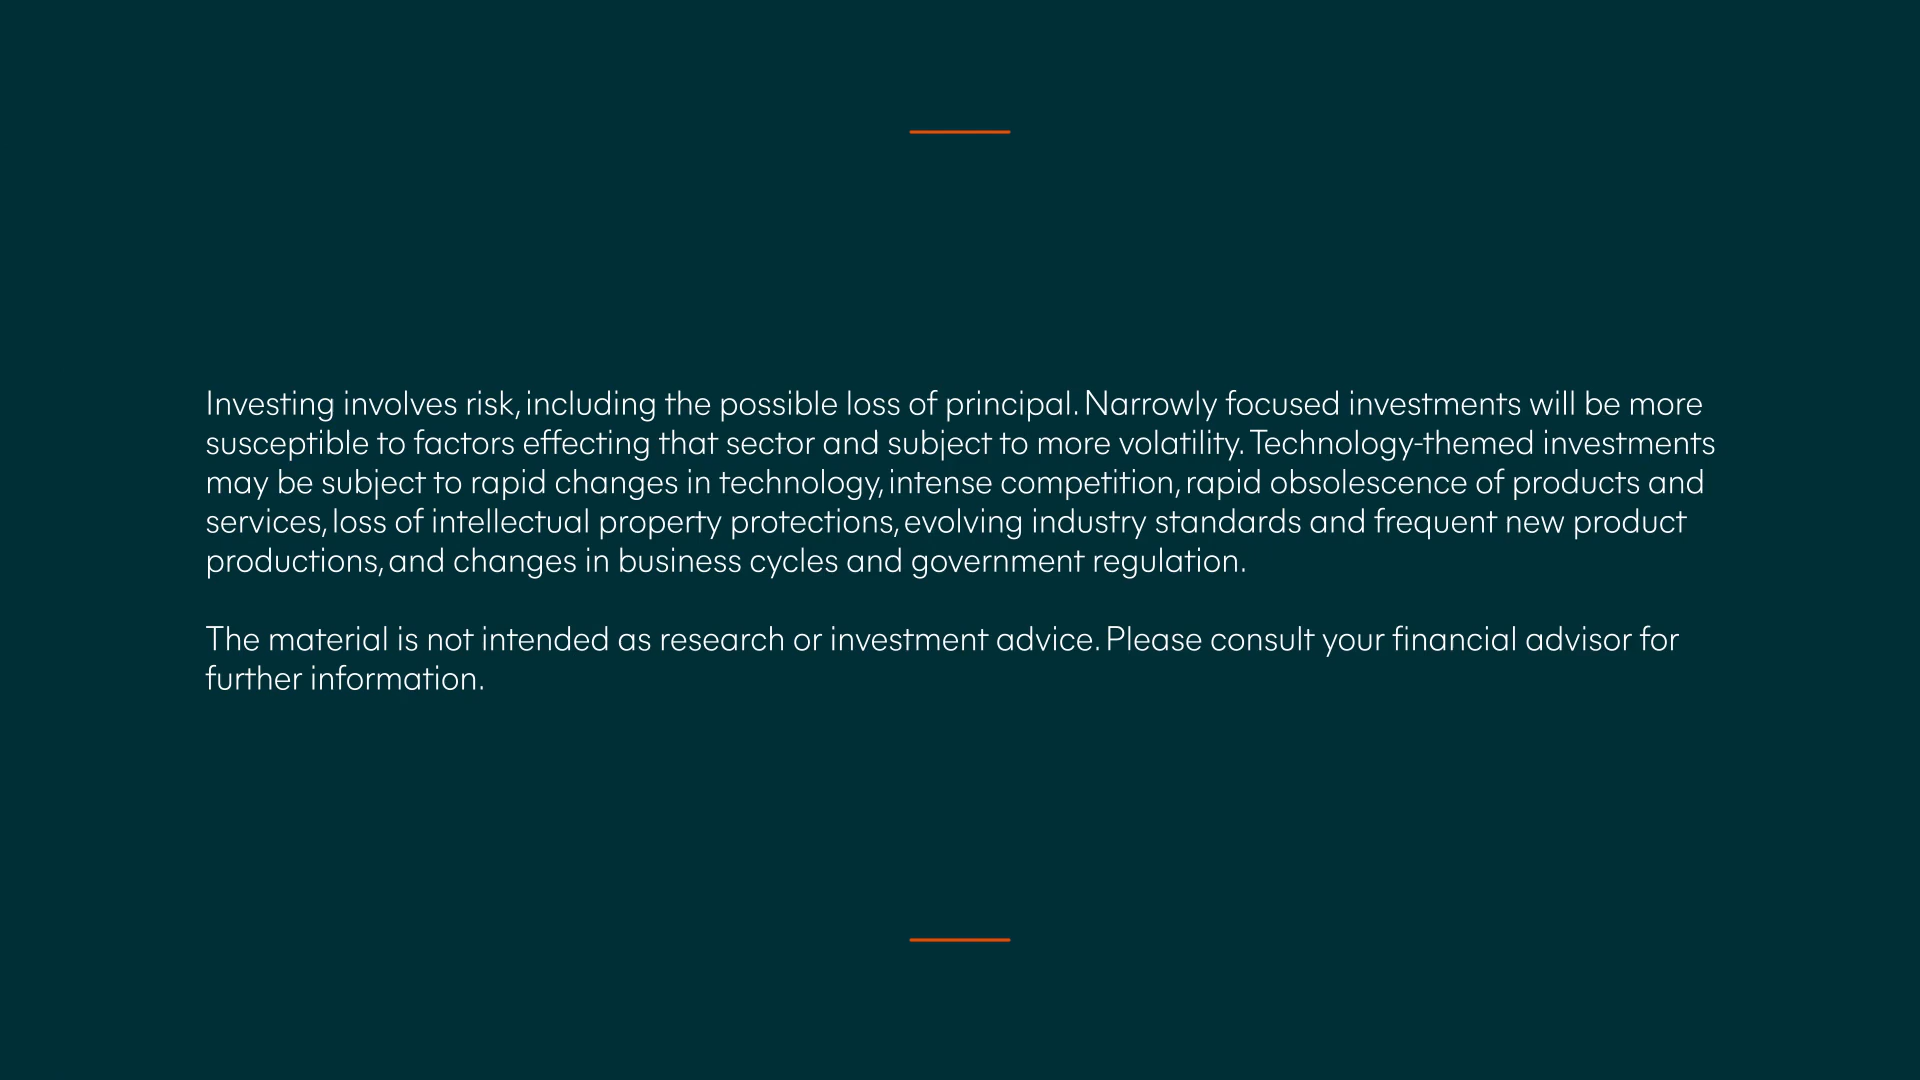 Investing involves risk, including the possible loss of principal. Narrowly focused investments will be more
susceptible to factors effecting that sector and subject to more volatility. Technology-themed investments
may be subject to rapid changes in technology, intense competition, rapid obsolescence of products and
services, loss of intellectual property protections, evolving industry standards and frequent new product
productions, and changes in business cycles and government regulation.
The material is not intended as research or investment advice. Please consult your financial advisor for
further information.